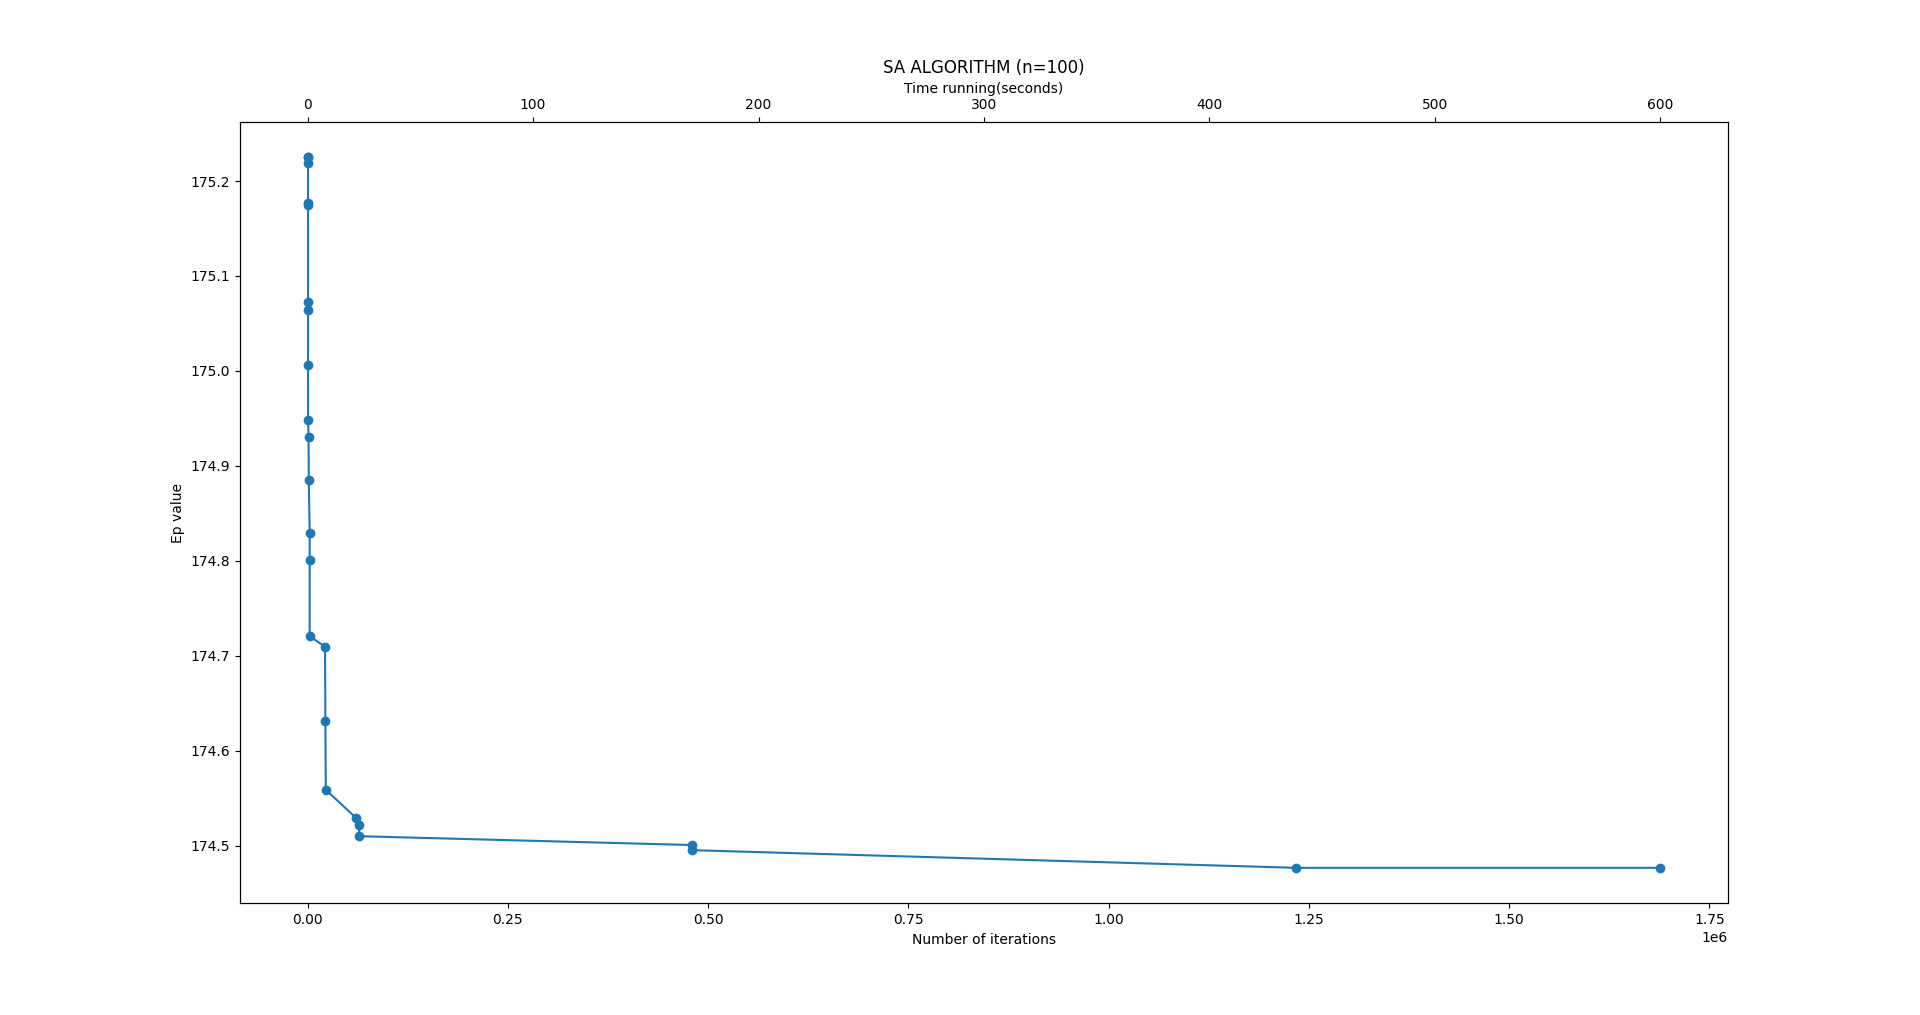 SA ALGORITHM (n=100)
Time running(seconds)
0 100 200 300 400 500 600
175.2
175.1
175.0
174.9
174.8
174.7
174.6
174.5
Ep value
0.00 0.25 0.50 0.75 1.00 1.25 1.50 1.75
1e6
Number of iterations